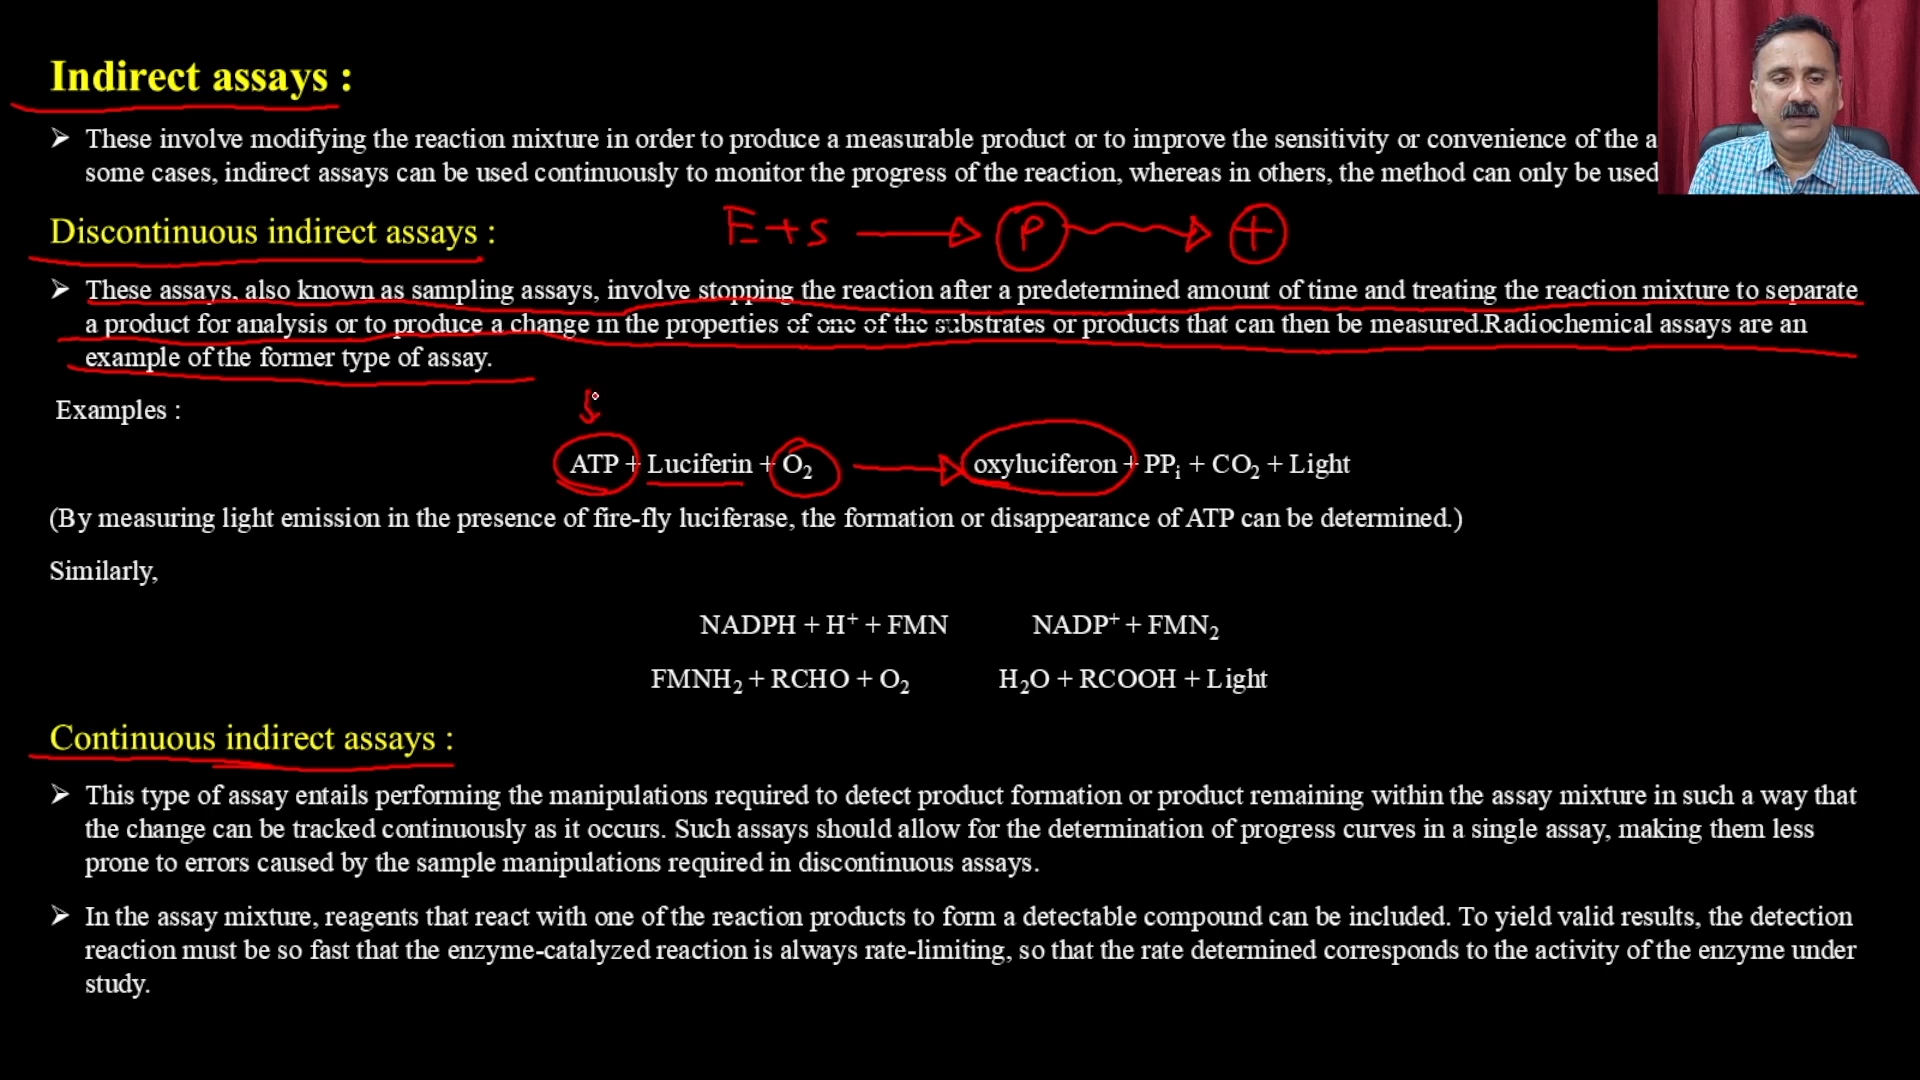 Indirect assays :
➢ These involve modifying the reaction mixture in order to produce a measurable product or to improve the sensitivity or convenience of the a
some cases, indirect assays can be used continuously to monitor the progress of the reaction, whereas in others, the method can only be used
Discontinuous indirect assays :
E+S → P → +
➢ These assays, also known as sampling assays, involve stopping the reaction after a predetermined amount of time and treating the reaction mixture to separate
a product for analysis or to produce a change in the properties of one of the substrates or products that can then be measured.Radiochemical assays are an
example of the former type of assay.
Examples :
ATP + Luciferin + O₂ → oxyluciferon + PPᵢ + CO₂ + Light
(By measuring light emission in the presence of fire-fly luciferase, the formation or disappearance of ATP can be determined.)
Similarly,
NADPH + H⁺ + FMN NADP⁺ + FMN₂
FMNH₂ + RCHO + O₂ H₂O + RCOOH + Light
Continuous indirect assays :
➢ This type of assay entails performing the manipulations required to detect product formation or product remaining within the assay mixture in such a way that
the change can be tracked continuously as it occurs. Such assays should allow for the determination of progress curves in a single assay, making them less
prone to errors caused by the sample manipulations required in discontinuous assays.
➢ In the assay mixture, reagents that react with one of the reaction products to form a detectable compound can be included. To yield valid results, the detection
reaction must be so fast that the enzyme-catalyzed reaction is always rate-limiting, so that the rate determined corresponds to the activity of the enzyme under
study.